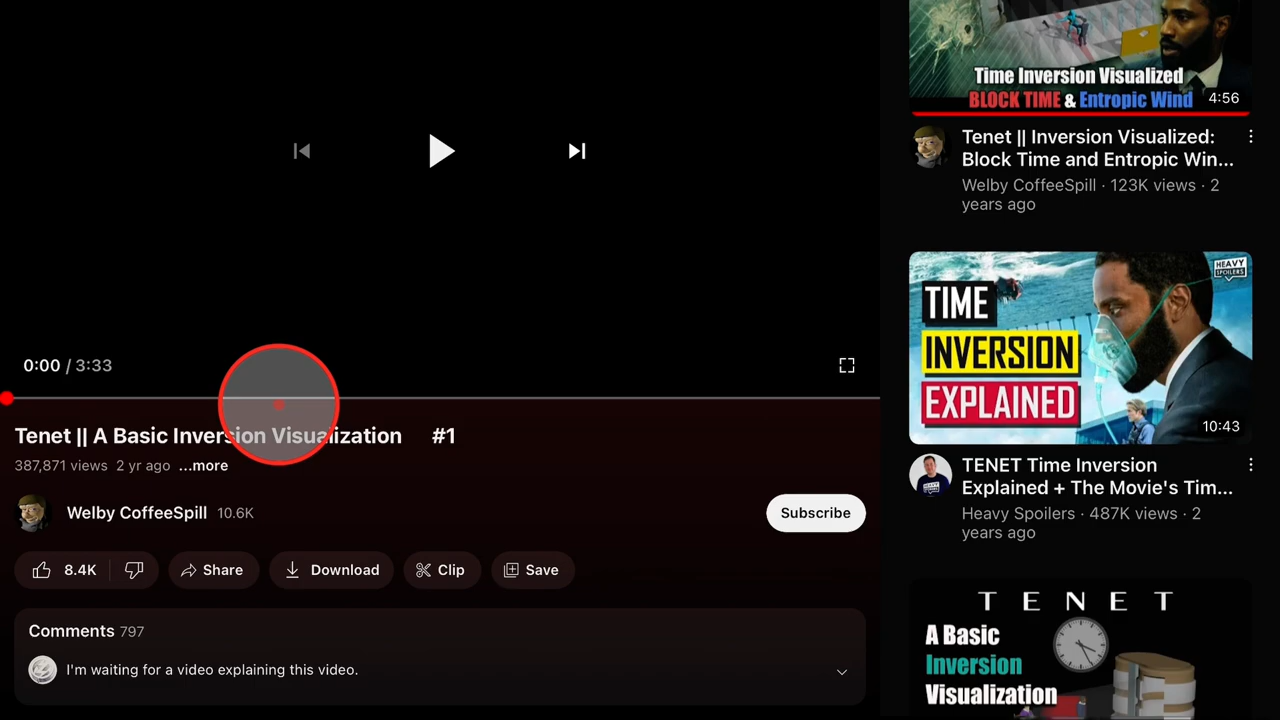 0:00 / 3:33
Tenet || A Basic Inversion Visualization #1
387,871 views 2 yr ago ...more
Welby CoffeeSpill 10.6K
Subscribe
8.4K
Share
Download
Clip
Save
Comments 797
I'm waiting for a video explaining this video.
Time Inversion Visualized
BLOCK TIME & Entropic Wind
4:56
Tenet || Inversion Visualized:
Block Time and Entropic Win...
Welby CoffeeSpill · 123K views · 2
years ago
HEAVY
SPOILERS
TIME
INVERSION
EXPLAINED
10:43
TENET Time Inversion
Explained + The Movie's Tim...
Heavy Spoilers · 487K views · 2
years ago
TENET
A Basic
Inversion
Visualization